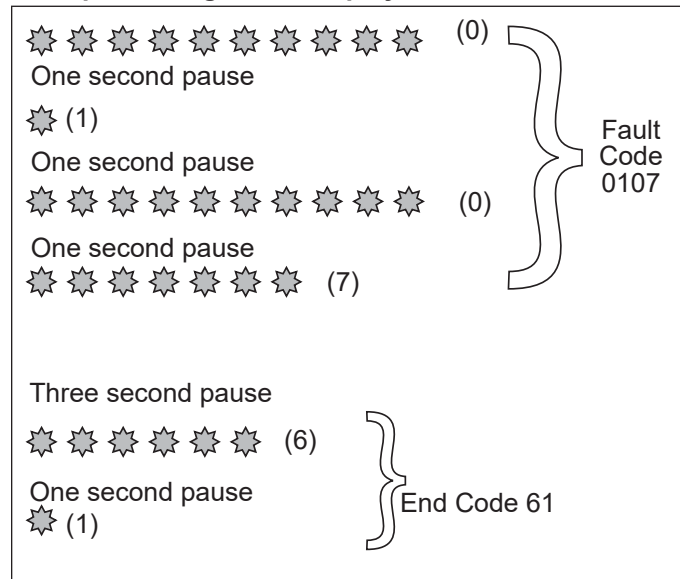 (0)
One second pause
(1)
One second pause
(0)
One second pause
(7)
Fault
Code
0107
Three second pause
(6)
One second pause
(1)
End Code 61